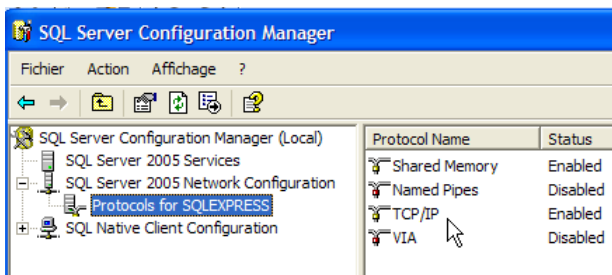 SQL Server Configuration Manager
Fichier Action Affichage ?
SQL Server Configuration Manager (Local)
SQL Server 2005 Services
SQL Server 2005 Network Configuration
Protocols for SQLEXPRESS
SQL Native Client Configuration
Protocol Name Status
Shared Memory Enabled
Named Pipes Disabled
TCP/IP Enabled
VIA Disabled